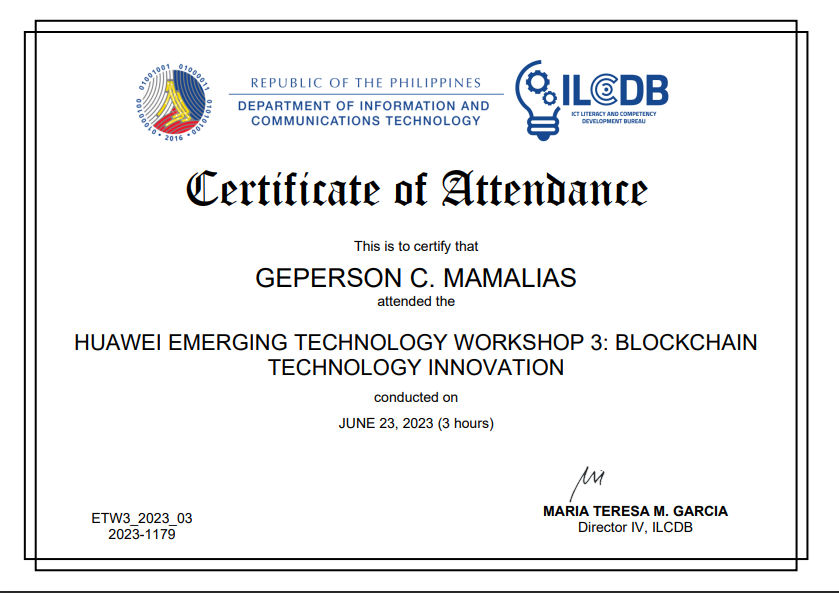 01001001 01000011 01010100 01000100
• 2016 •
REPUBLIC OF THE PHILIPPINES
DEPARTMENT OF INFORMATION AND
COMMUNICATIONS TECHNOLOGY
ILCDB
ICT LITERACY AND COMPETENCY
DEVELOPMENT BUREAU
Certificate of Attendance
This is to certify that
GEPERSON C. MAMALIAS
attended the
HUAWEI EMERGING TECHNOLOGY WORKSHOP 3: BLOCKCHAIN
TECHNOLOGY INNOVATION
conducted on
JUNE 23, 2023 (3 hours)
MARIA TERESA M. GARCIA
Director IV, ILCDB
ETW3_2023_03
2023-1179